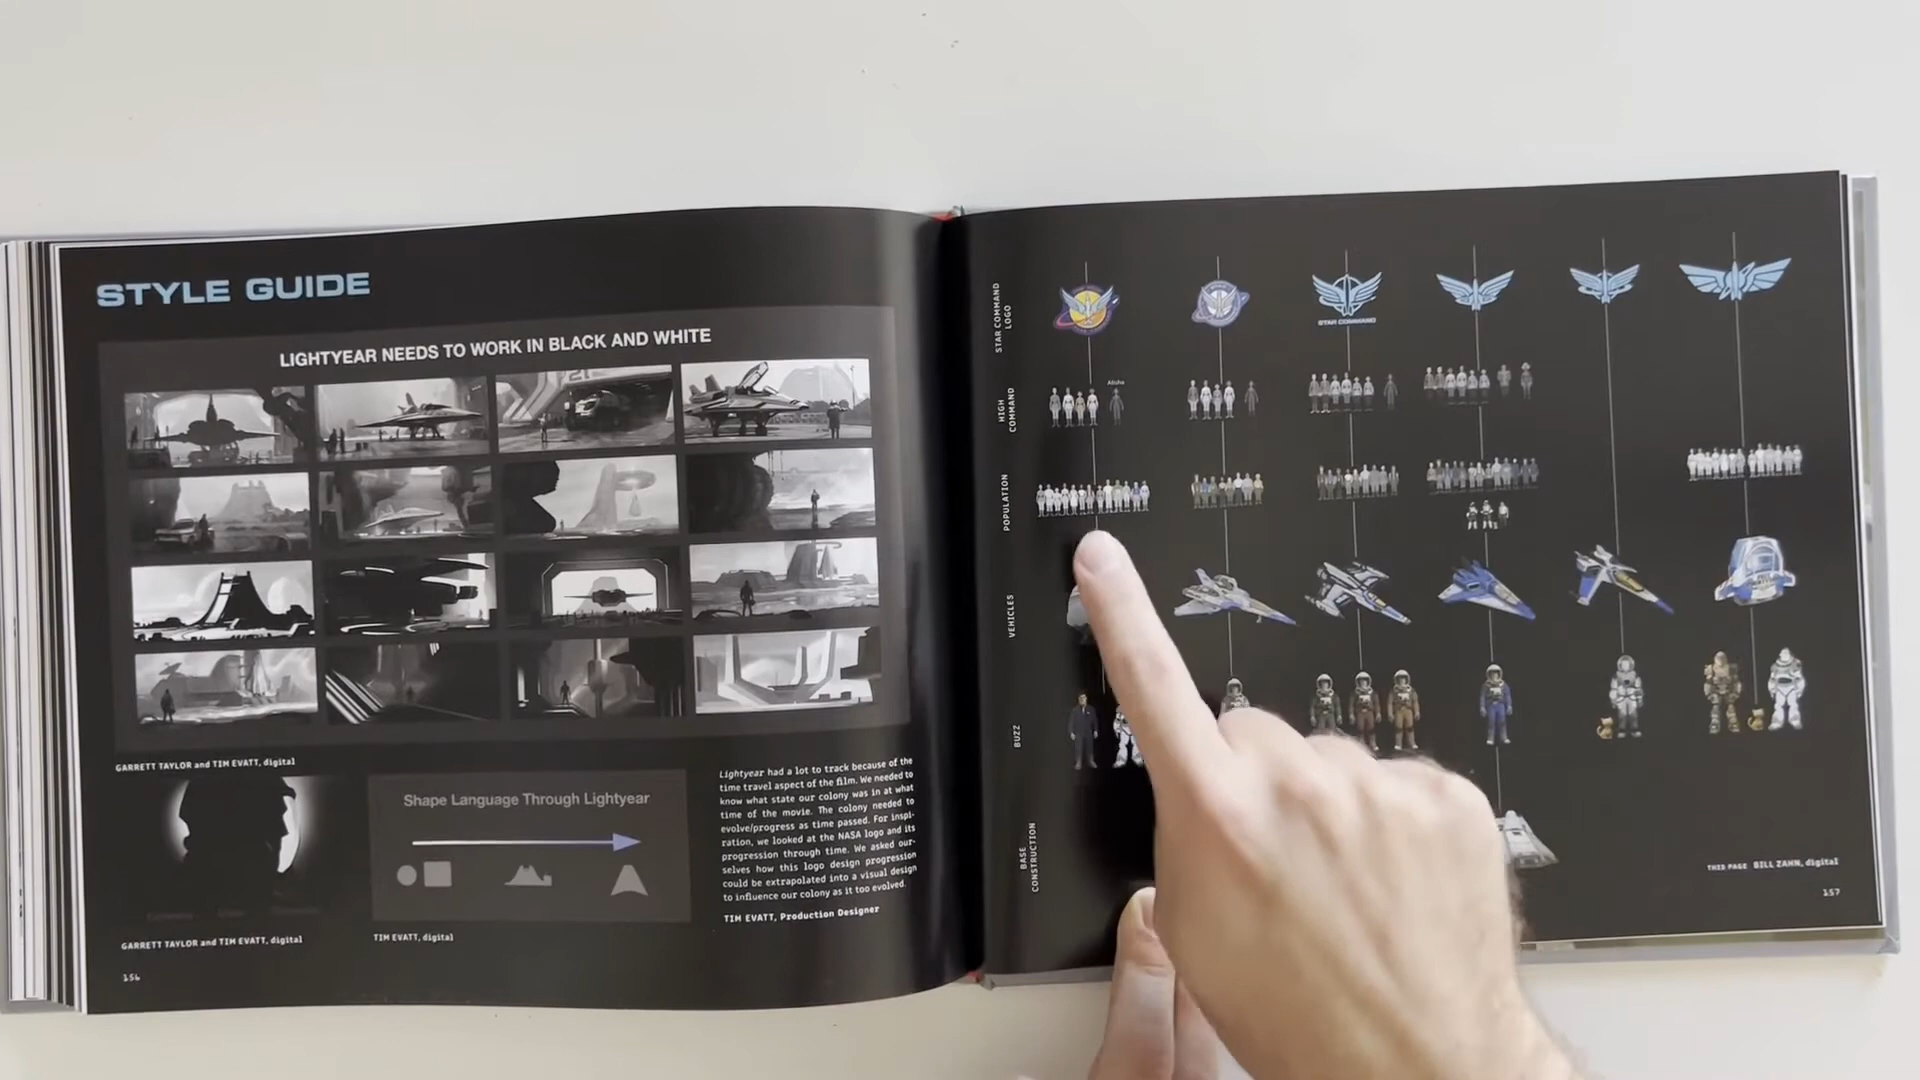 STYLE GUIDE
LIGHTYEAR NEEDS TO WORK IN BLACK AND WHITE
GARRETT TAYLOR and TIM EVATT, digital
Shape Language Through Lightyear
GARRETT TAYLOR and TIM EVATT, digital
TIM EVATT, digital
Lightyear had a lot to track because of the
time travel aspect of the film. We needed to
know what state our colony was in at what
time of the movie. The colony needed to
evolve/progress as time passed. For inspi-
ration, we looked at the NASA logo and its
progression through time. We asked our-
selves how this logo design progression
could be extrapolated into a visual design
to influence our colony as it too evolved.
TIM EVATT, Production Designer
156
STAR COMMAND
LOGO
STAR COMMAND
HIGH
COMMAND
Alisha
POPULATION
VEHICLES
BUZZ
BASE
CONSTRUCTION
THIS PAGE BILL ZAHN, digital
157